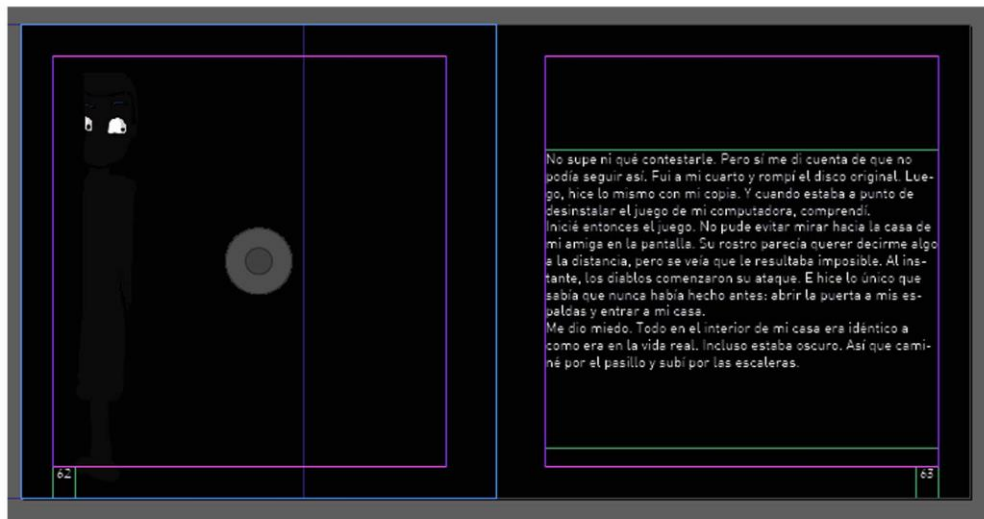 No supe ni qué contestarle. Pero sí me di cuenta de que no
podía seguir así. Fui a mi cuarto y rompí el disco original. Lue-
go, hice lo mismo con mi copia. Y cuando estaba a punto de
desinstalar el juego de mi computadora, comprendí.
Inicié entonces el juego. No pude evitar mirar hacia la casa de
mi amiga en la pantalla. Su rostro parecía querer decirme algo
a la distancia, pero se veía que le resultaba imposible. Al ins-
tante, los diablos comenzaron su ataque. E hice lo único que
sabía que nunca había hecho antes: abrir la puerta a mis es-
paldas y entrar a mi casa.
Me dio miedo. Todo en el interior de mi casa era idéntico a
como era en la vida real. Incluso estaba oscuro. Así que cami-
né por el pasillo y subí por las escaleras.
62
63